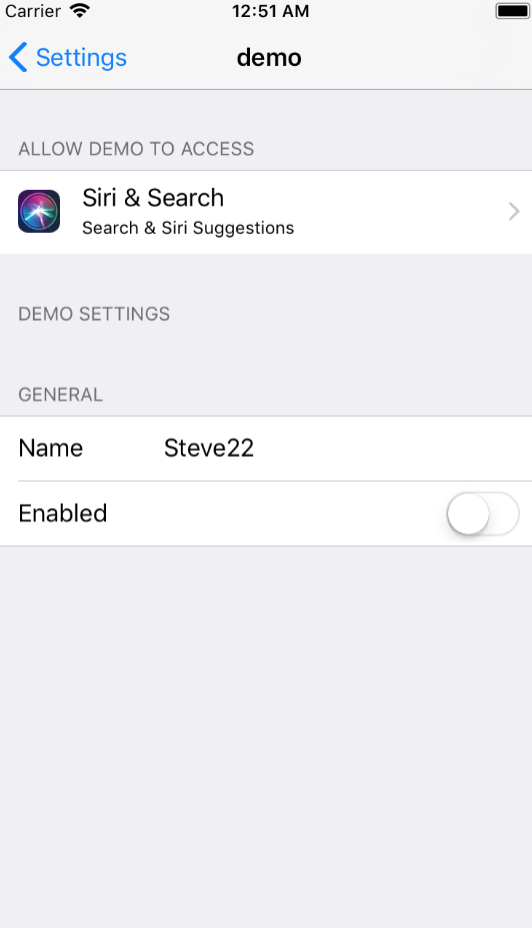 Carrier 12:51 AM
Settings demo
ALLOW DEMO TO ACCESS
Siri & Search
Search & Siri Suggestions
DEMO SETTINGS
GENERAL
Name Steve22
Enabled